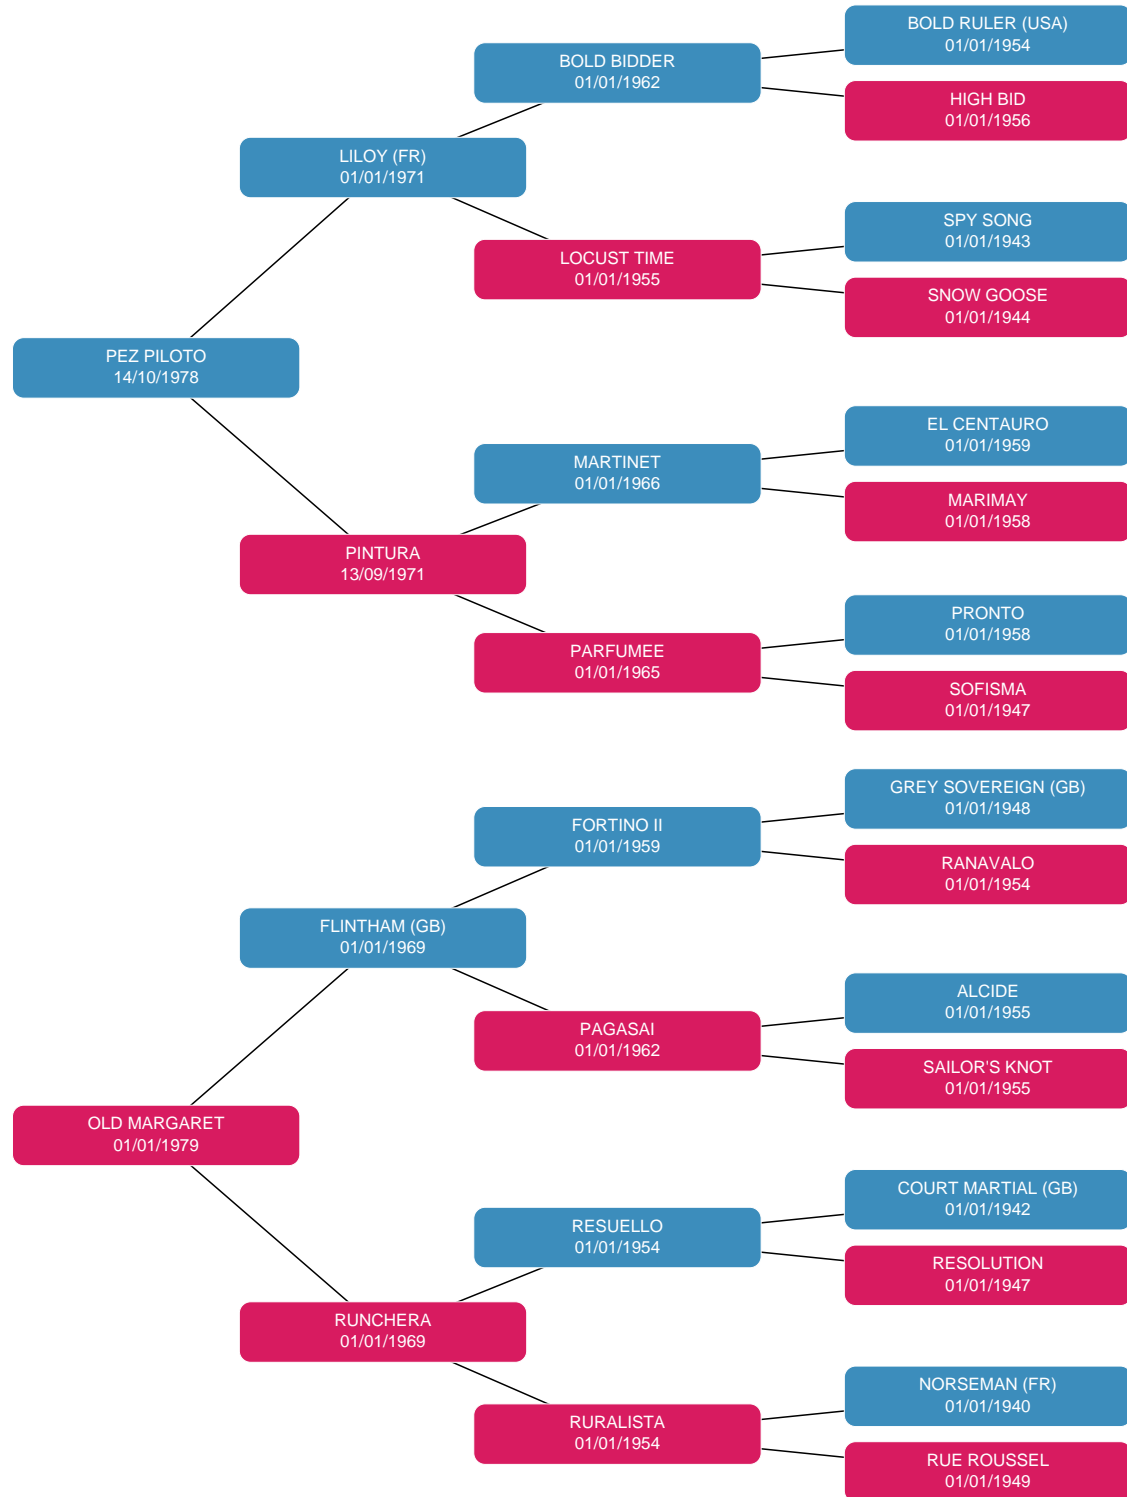 BOLD RULER (USA)
01/01/1954
BOLD BIDDER
01/01/1962
HIGH BID
01/01/1956
LILOY (FR)
01/01/1971
SPY SONG
01/01/1943
LOCUST TIME
01/01/1955
SNOW GOOSE
01/01/1944
PEZ PILOTO
14/10/1978
EL CENTAURO
01/01/1959
MARTINET
01/01/1966
MARIMAY
01/01/1958
PINTURA
13/09/1971
PRONTO
01/01/1958
PARFUMEE
01/01/1965
SOFISMA
01/01/1947
GREY SOVEREIGN (GB)
01/01/1948
FORTINO II
01/01/1959
RANAVALO
01/01/1954
FLINTHAM (GB)
01/01/1969
ALCIDE
01/01/1955
PAGASAI
01/01/1962
SAILOR'S KNOT
01/01/1955
OLD MARGARET
01/01/1979
COURT MARTIAL (GB)
01/01/1942
RESUELLO
01/01/1954
RESOLUTION
01/01/1947
RUNCHERA
01/01/1969
NORSEMAN (FR)
01/01/1940
RURALISTA
01/01/1954
RUE ROUSSEL
01/01/1949